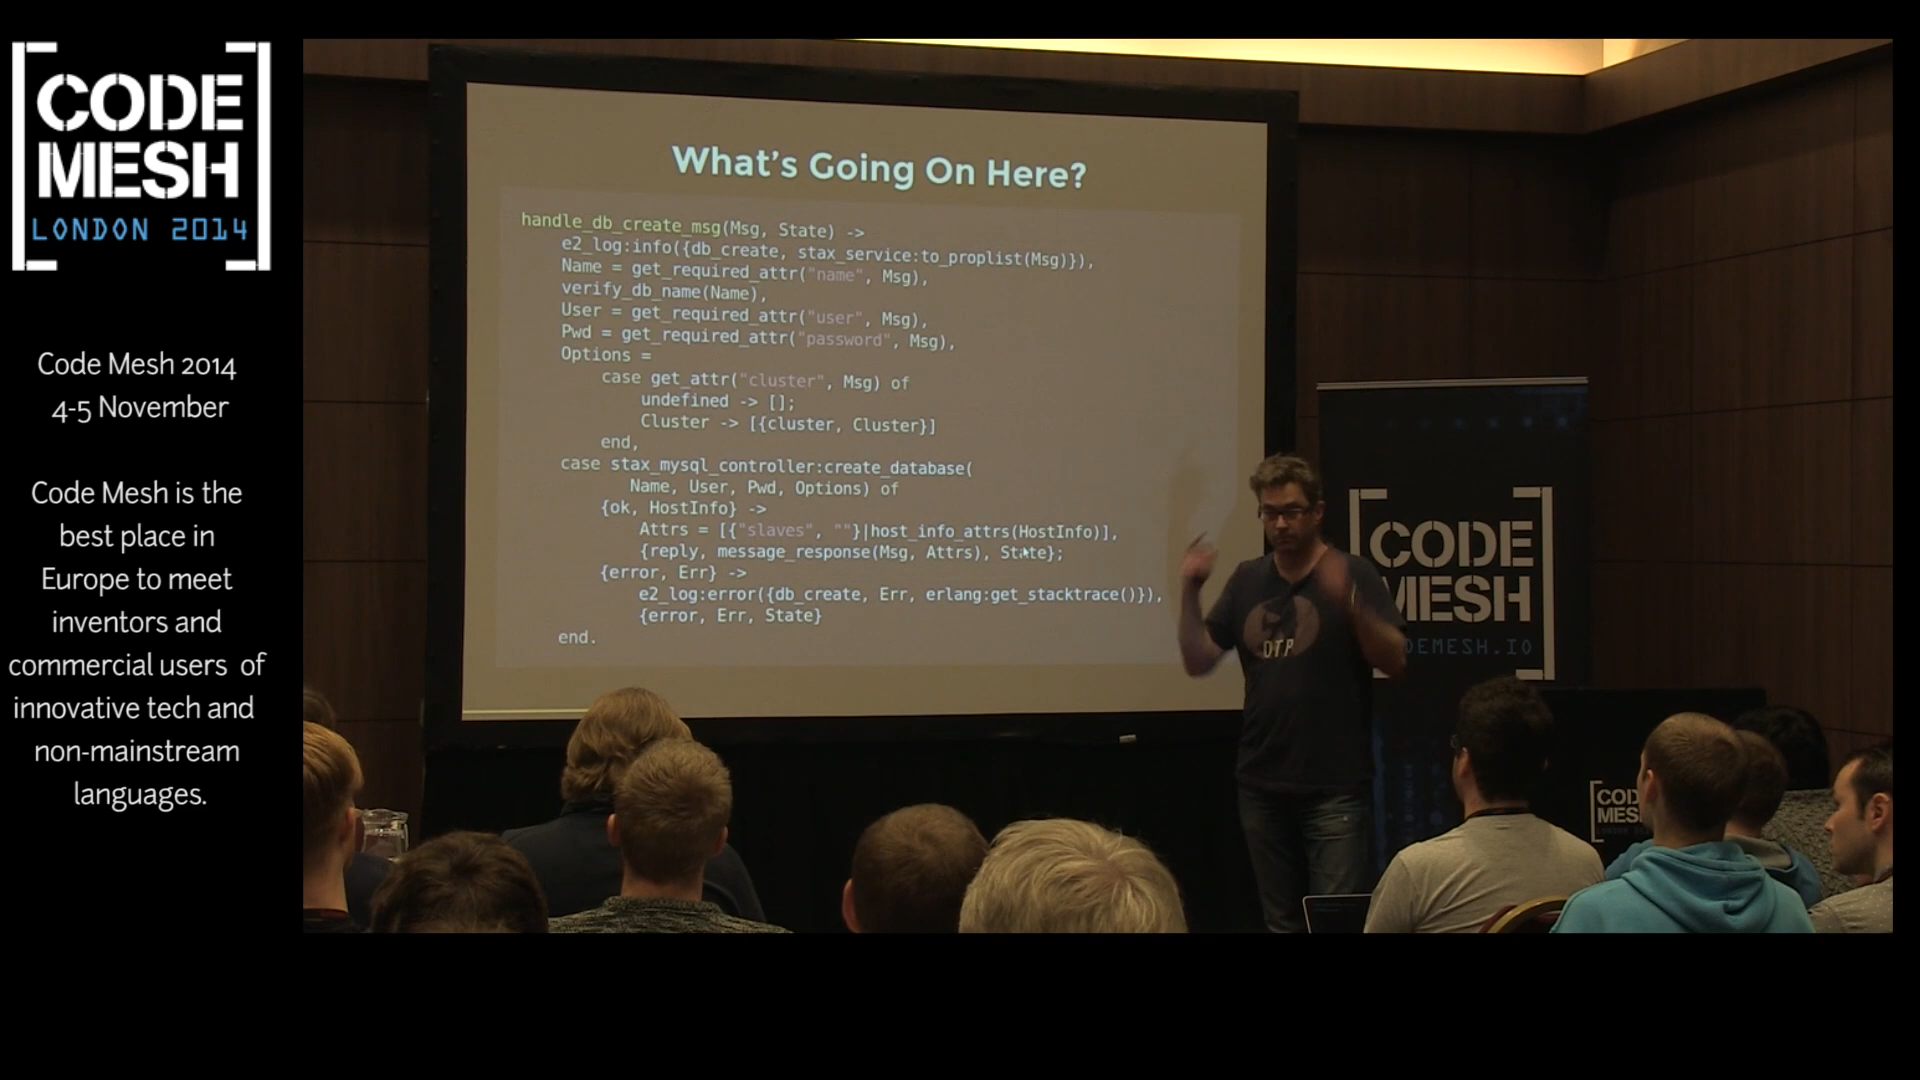 CODE
MESH
LONDON 2014
Code Mesh 2014
4-5 November
Code Mesh is the
best place in
Europe to meet
inventors and
commercial users of
innovative tech and
non-mainstream
languages.
What's Going On Here?
handle_db_create_msg(Msg, State) ->
e2_log:info({db_create, stax_service:to_proplist(Msg)}),
Name = get_required_attr("name", Msg),
verify_db_name(Name),
User = get_required_attr("user", Msg),
Pwd = get_required_attr("password", Msg),
Options =
case get_attr("cluster", Msg) of
undefined -> [];
Cluster -> [{cluster, Cluster}]
end,
case stax_mysql_controller:create_database(
Name, User, Pwd, Options) of
{ok, HostInfo} ->
Attrs = [{"slaves", ""}|host_info_attrs(HostInfo)],
{reply, message_response(Msg, Attrs), State};
{error, Err} ->
e2_log:error({db_create, Err, erlang:get_stacktrace()}),
{error, Err, State}
end.
OTP
CODE
MESH
DEMESH.IO
COD
MES